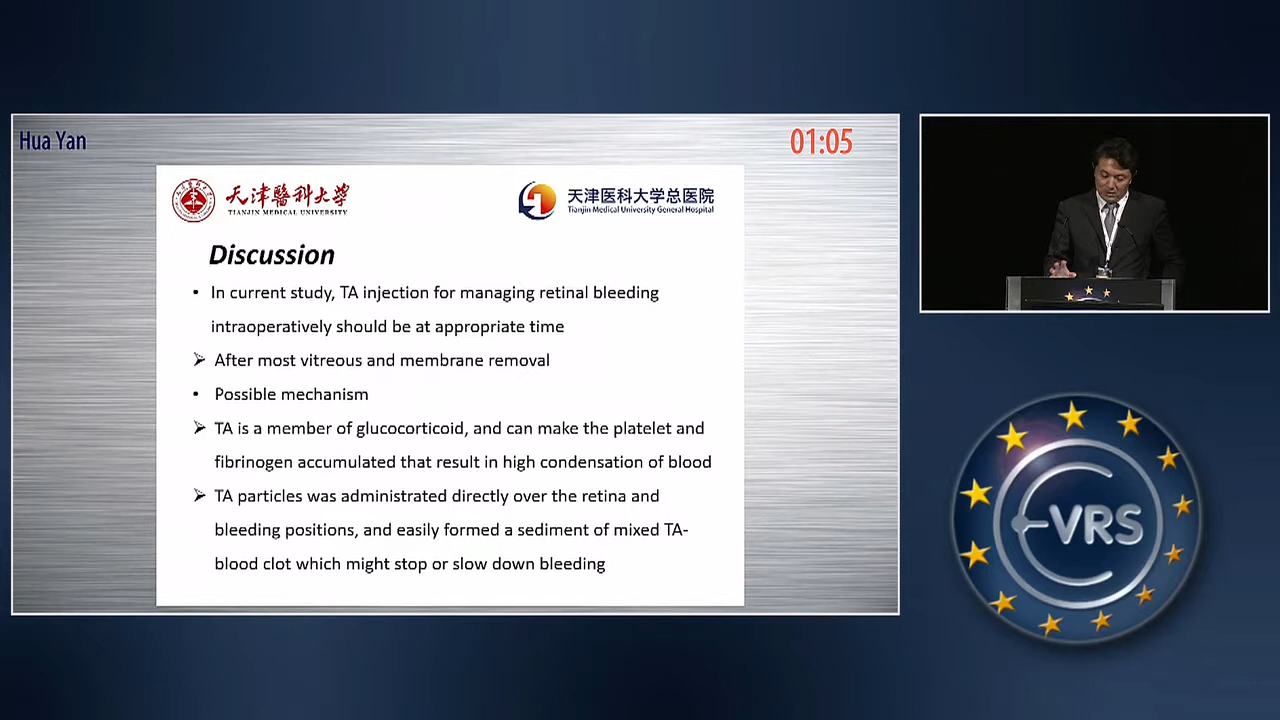 Hua Yan
01:05
天津醫科大学
TIANJIN MEDICAL UNIVERSITY
天津医科大学总医院
Tianjin Medical University General Hospital
Discussion
• In current study, TA injection for managing retinal bleeding
intraoperatively should be at appropriate time
➢ After most vitreous and membrane removal
• Possible mechanism
➢ TA is a member of glucocorticoid, and can make the platelet and
fibrinogen accumulated that result in high condensation of blood
➢ TA particles was administrated directly over the retina and
bleeding positions, and easily formed a sediment of mixed TA-
blood clot which might stop or slow down bleeding
EVRS